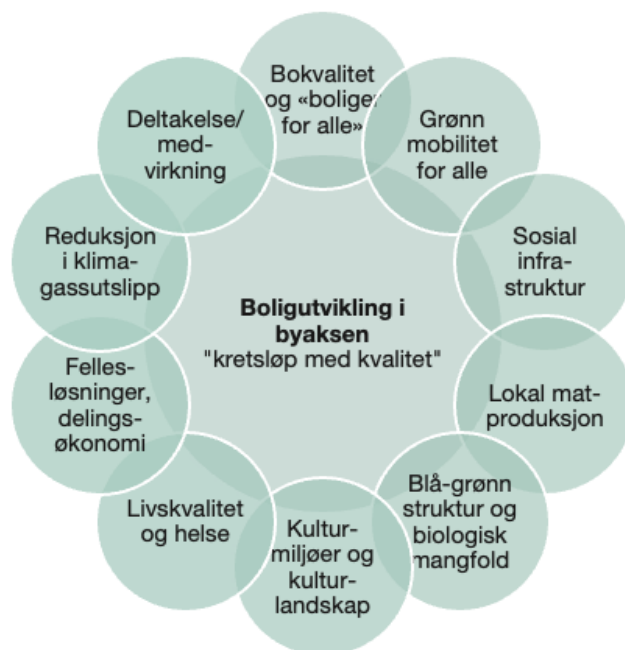 Bokvalitet
og «boliger
for alle»
Grønn
mobilitet
for alle
Sosial
infra-
struktur
Lokal mat-
produksjon
Blå-grønn
struktur og
biologisk
mangfold
Kultur-
miljøer og
kultur-
landskap
Livskvalitet
og helse
Felles-
løsninger,
delings-
økonomi
Reduksjon
i klima-
gassutslipp
Deltakelse/
med-
virkning
Boligutvikling i
byaksen
"kretsløp med kvalitet"